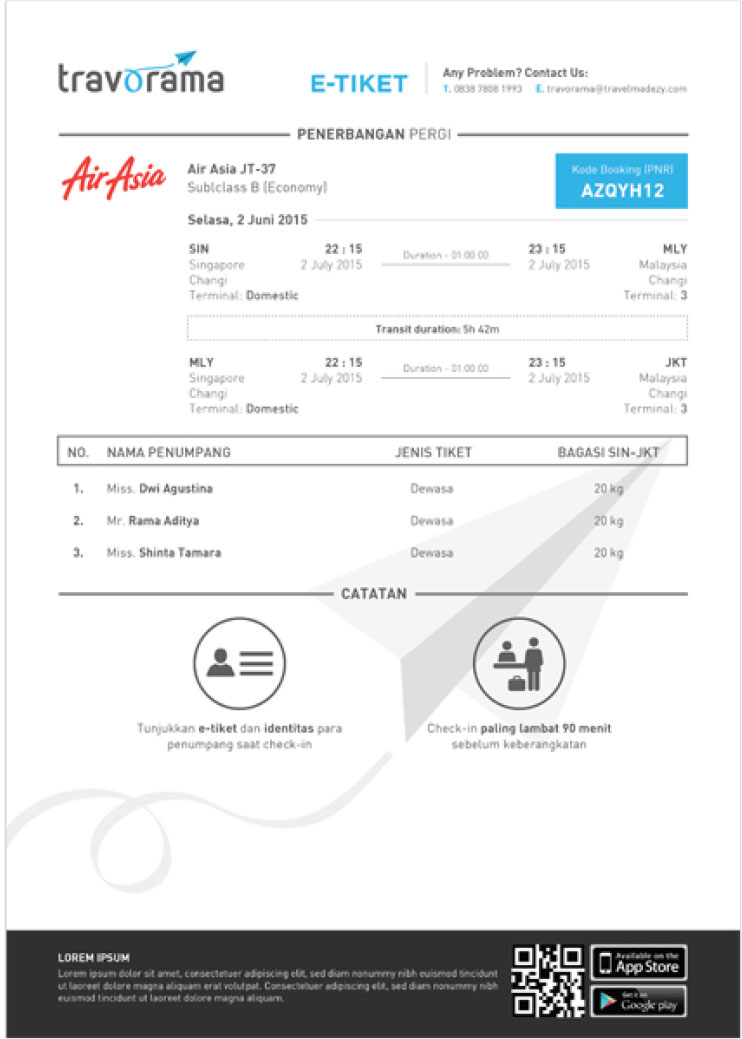 travorama
E-TIKET
Any Problem? Contact Us:
T. 0838 7808 1993 E. travorama@travelmadezy.com
PENERBANGAN PERGI
AirAsia
Air Asia JT-37
Sublclass B (Economy)
Kode Booking (PNR)
AZQYH12
Selasa, 2 Juni 2015
SIN 22 : 15 Duration - 01:00:00 23 : 15 MLY
Singapore 2 July 2015 2 July 2015 Malaysia
Changi Changi
Terminal: Domestic Terminal: 3
Transit duration: 5h 42m
MLY 22 : 15 Duration - 01:00:00 23 : 15 JKT
Singapore 2 July 2015 2 July 2015 Malaysia
Changi Changi
Terminal: Domestic Terminal: 3
NO. NAMA PENUMPANG JENIS TIKET BAGASI SIN-JKT
1. Miss. Dwi Agustina Dewasa 20 kg
2. Mr. Rama Aditya Dewasa 20 kg
3. Miss. Shinta Tamara Dewasa 20 kg
CATATAN
Tunjukkan e-tiket dan identitas para
penumpang saat check-in
Check-in paling lambat 90 menit
sebelum keberangkatan
LOREM IPSUM
Lorem ipsum dolor sit amet, consectetuer adipiscing elit, sed diam nonummy nibh euismod tincidunt
ut laoreet dolore magna aliquam erat volutpat. Consectetuer adipiscing elit, sed diam nonummy nibh
euismod tincidunt ut laoreet dolore magna aliquam.
Available on the
App Store
Get it on
Google play